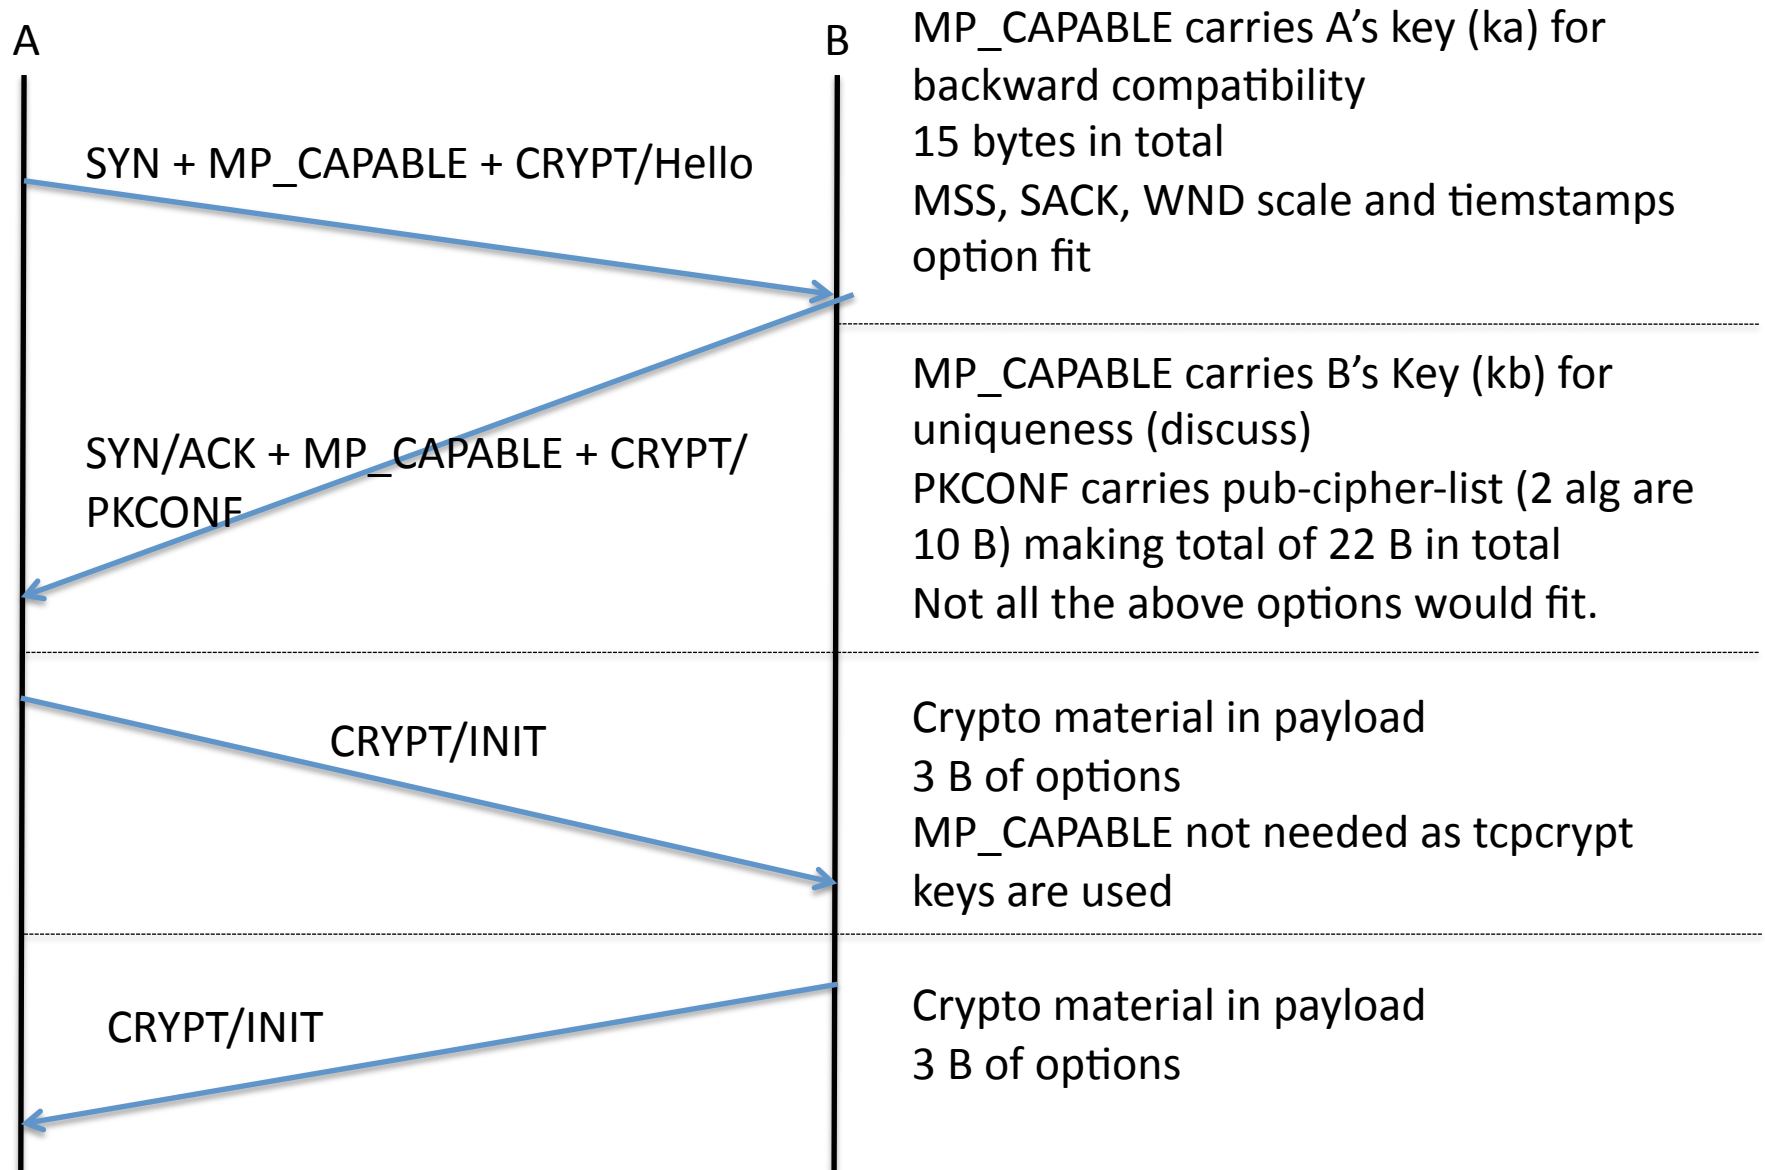 A
B
MP_CAPABLE carries A’s key (ka) for
backward compatibility
15 bytes in total
MSS, SACK, WND scale and tiemstamps
option fit
SYN + MP_CAPABLE + CRYPT/Hello
MP_CAPABLE carries B’s Key (kb) for
uniqueness (discuss)
PKCONF carries pub-cipher-list (2 alg are
10 B) making total of 22 B in total
Not all the above options would fit.
SYN/ACK + MP_CAPABLE + CRYPT/
PKCONF
CRYPT/INIT
Crypto material in payload
3 B of options
MP_CAPABLE not needed as tcpcrypt
keys are used
CRYPT/INIT
Crypto material in payload
3 B of options